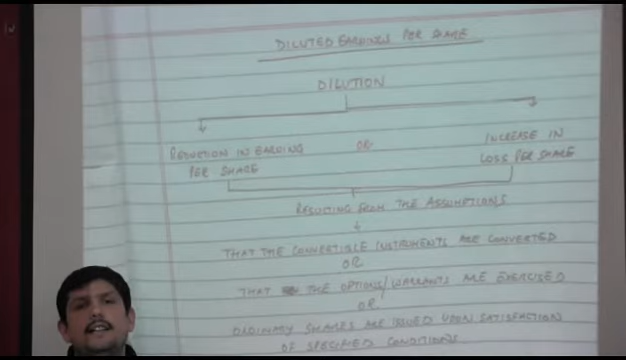 DILUTED EARNINGS PER SHARE
DILUTION
REDUCTION IN EARNING OR INCREASE IN
PER SHARE LOSS PER SHARE
RESULTING FROM THE ASSUMPTIONS
THAT THE CONVERTIBLE INSTRUMENTS ARE CONVERTED
OR
THAT THE OPTIONS/WARRANTS ARE EXERCISED
OR
ORDINARY SHARES ARE ISSUED UPON SATISFACTION
OF SPECIFIED CONDITIONS.